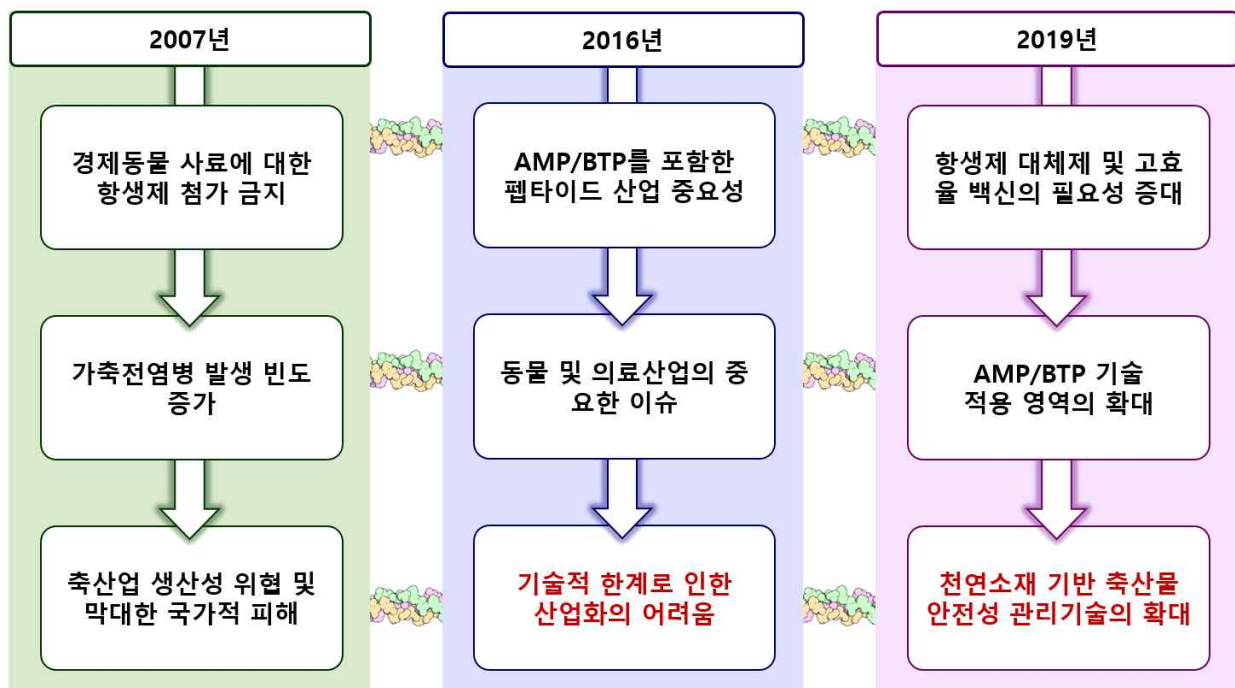 2007년
경제동물 사료에 대한
항생제 첨가 금지
가축전염병 발생 빈도
증가
축산업 생산성 위협 및
막대한 국가적 피해
2016년
AMP/BTP를 포함한
펩타이드 산업 중요성
동물 및 의료산업의 중
요한 이슈
기술적 한계로 인한
산업화의 어려움
2019년
항생제 대체제 및 고효
율 백신의 필요성 증대
AMP/BTP 기술
적용 영역의 확대
천연소재 기반 축산물
안전성 관리기술의 확대